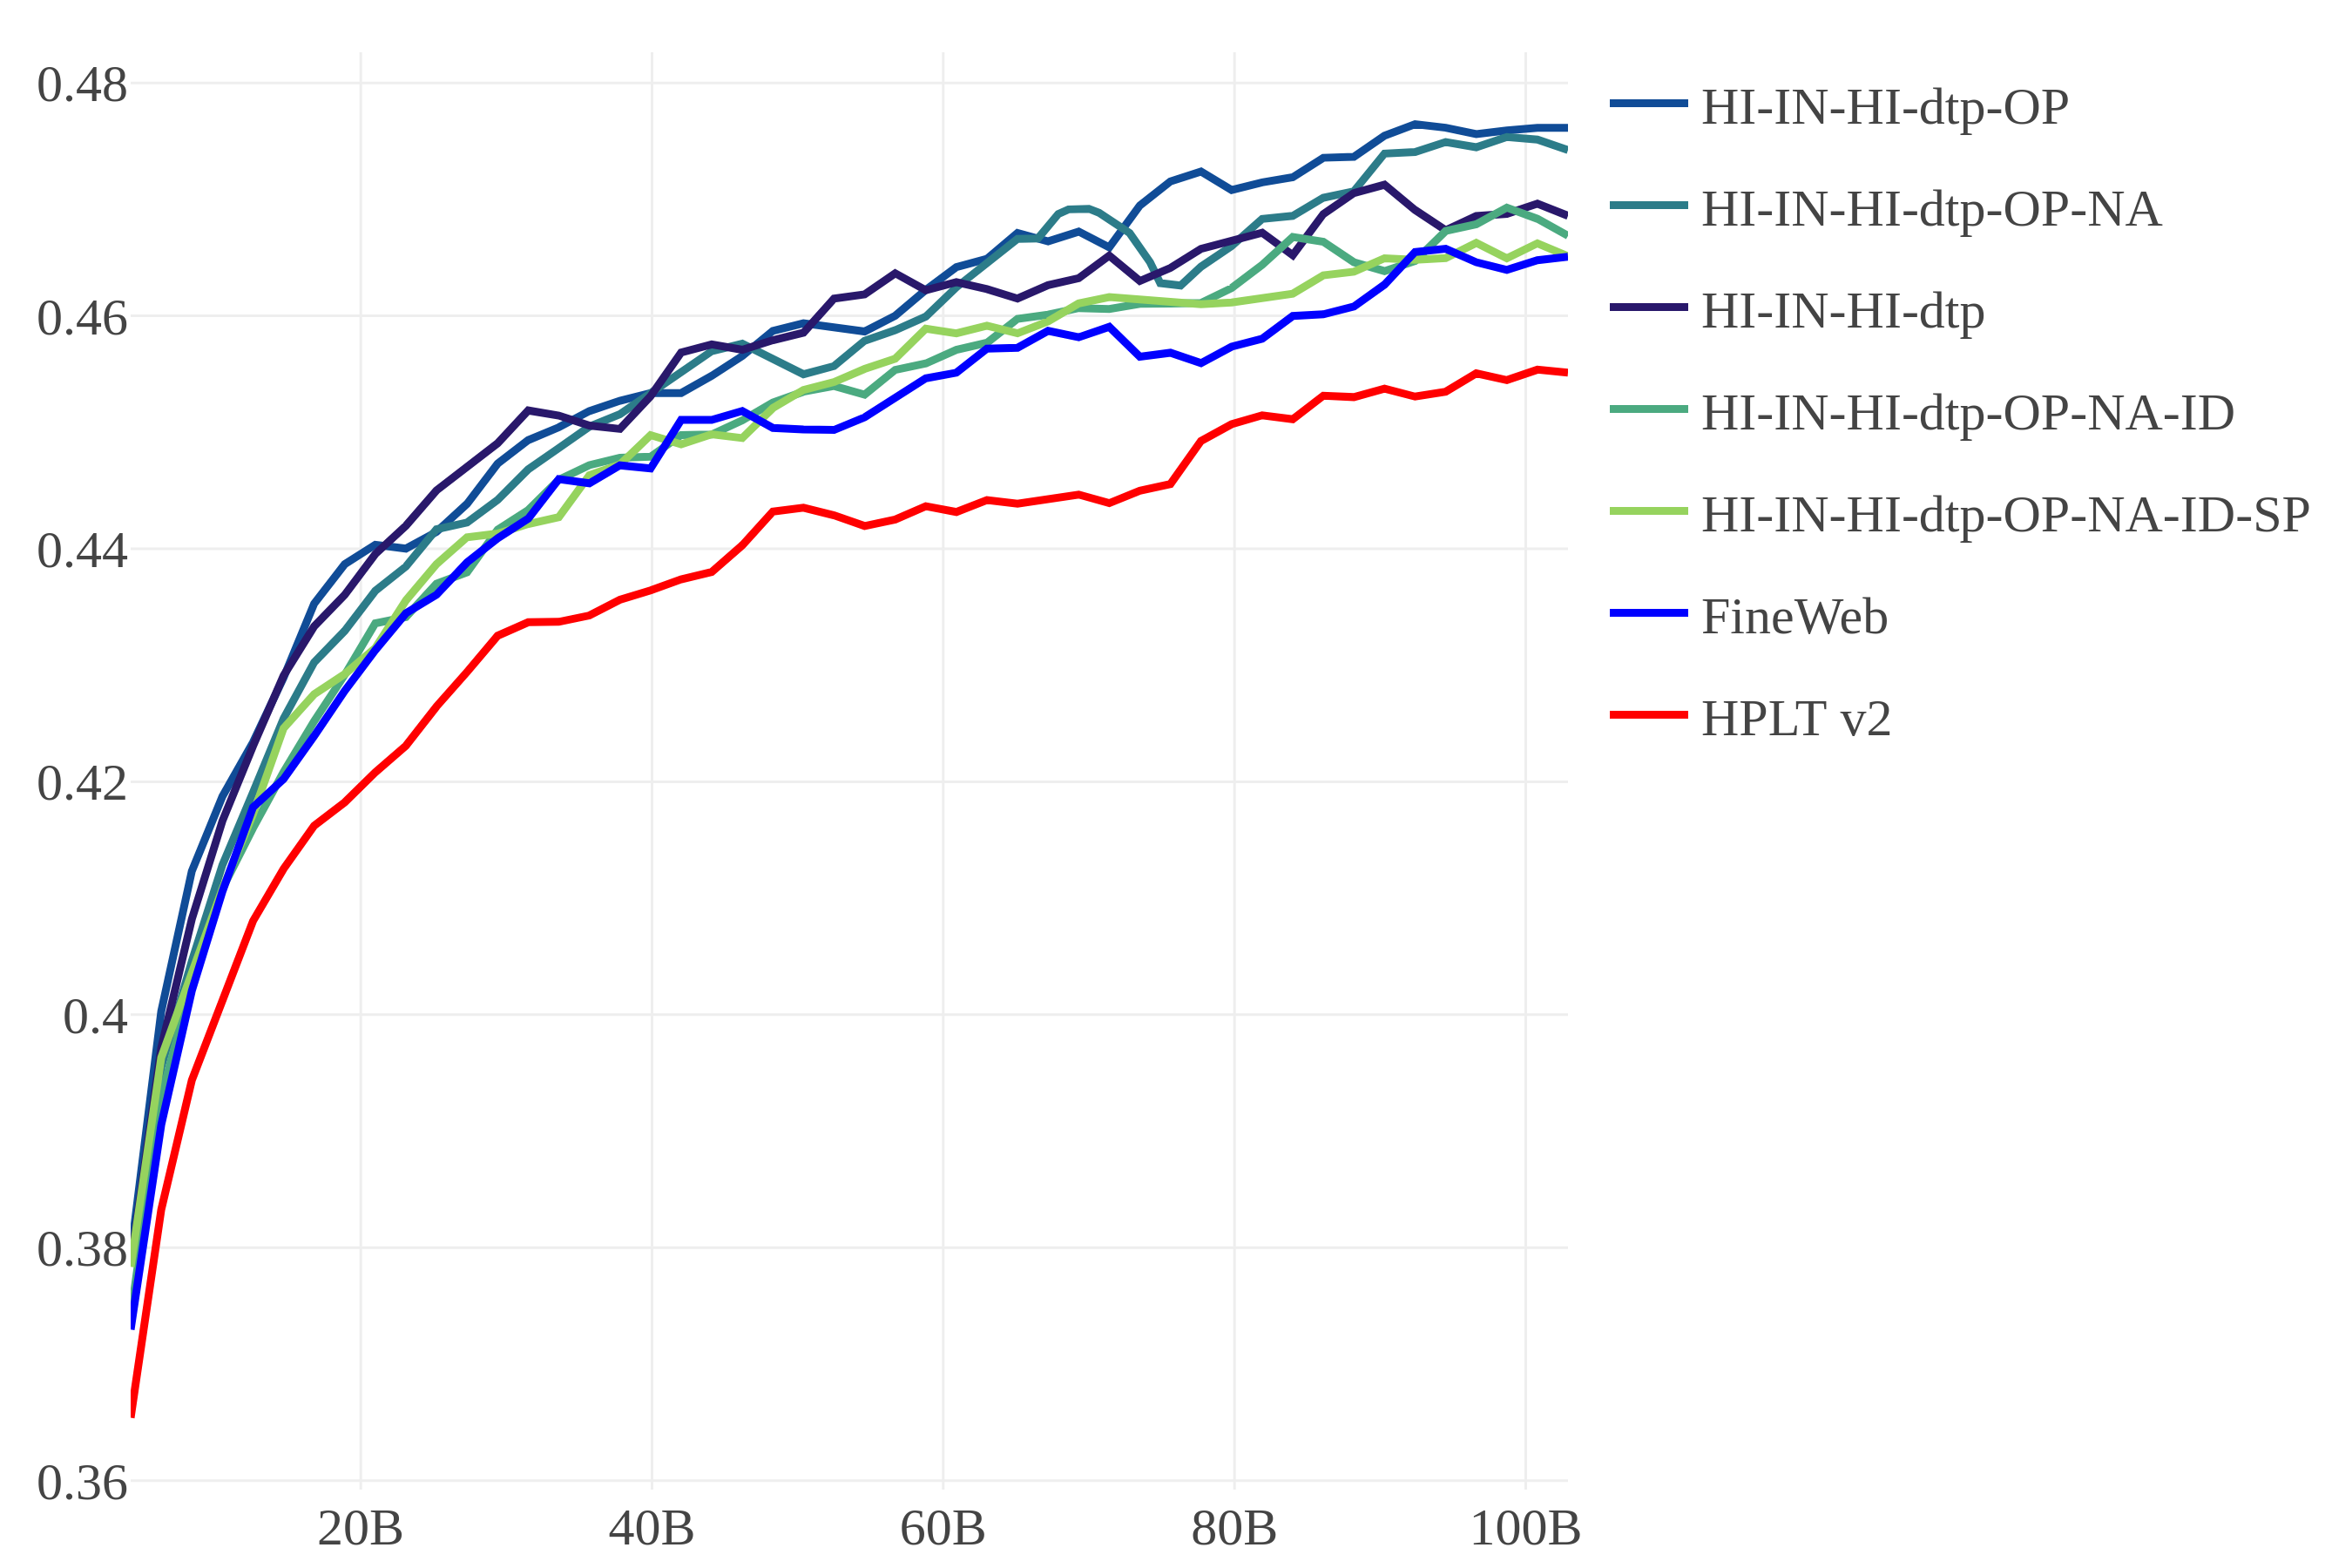 0.48
0.46
0.44
0.42
0.4
0.38
0.36
20B
40B
60B
80B
100B
HI-IN-HI-dtp-OP
HI-IN-HI-dtp-OP-NA
HI-IN-HI-dtp
HI-IN-HI-dtp-OP-NA-ID
HI-IN-HI-dtp-OP-NA-ID-SP
FineWeb
HPLT v2